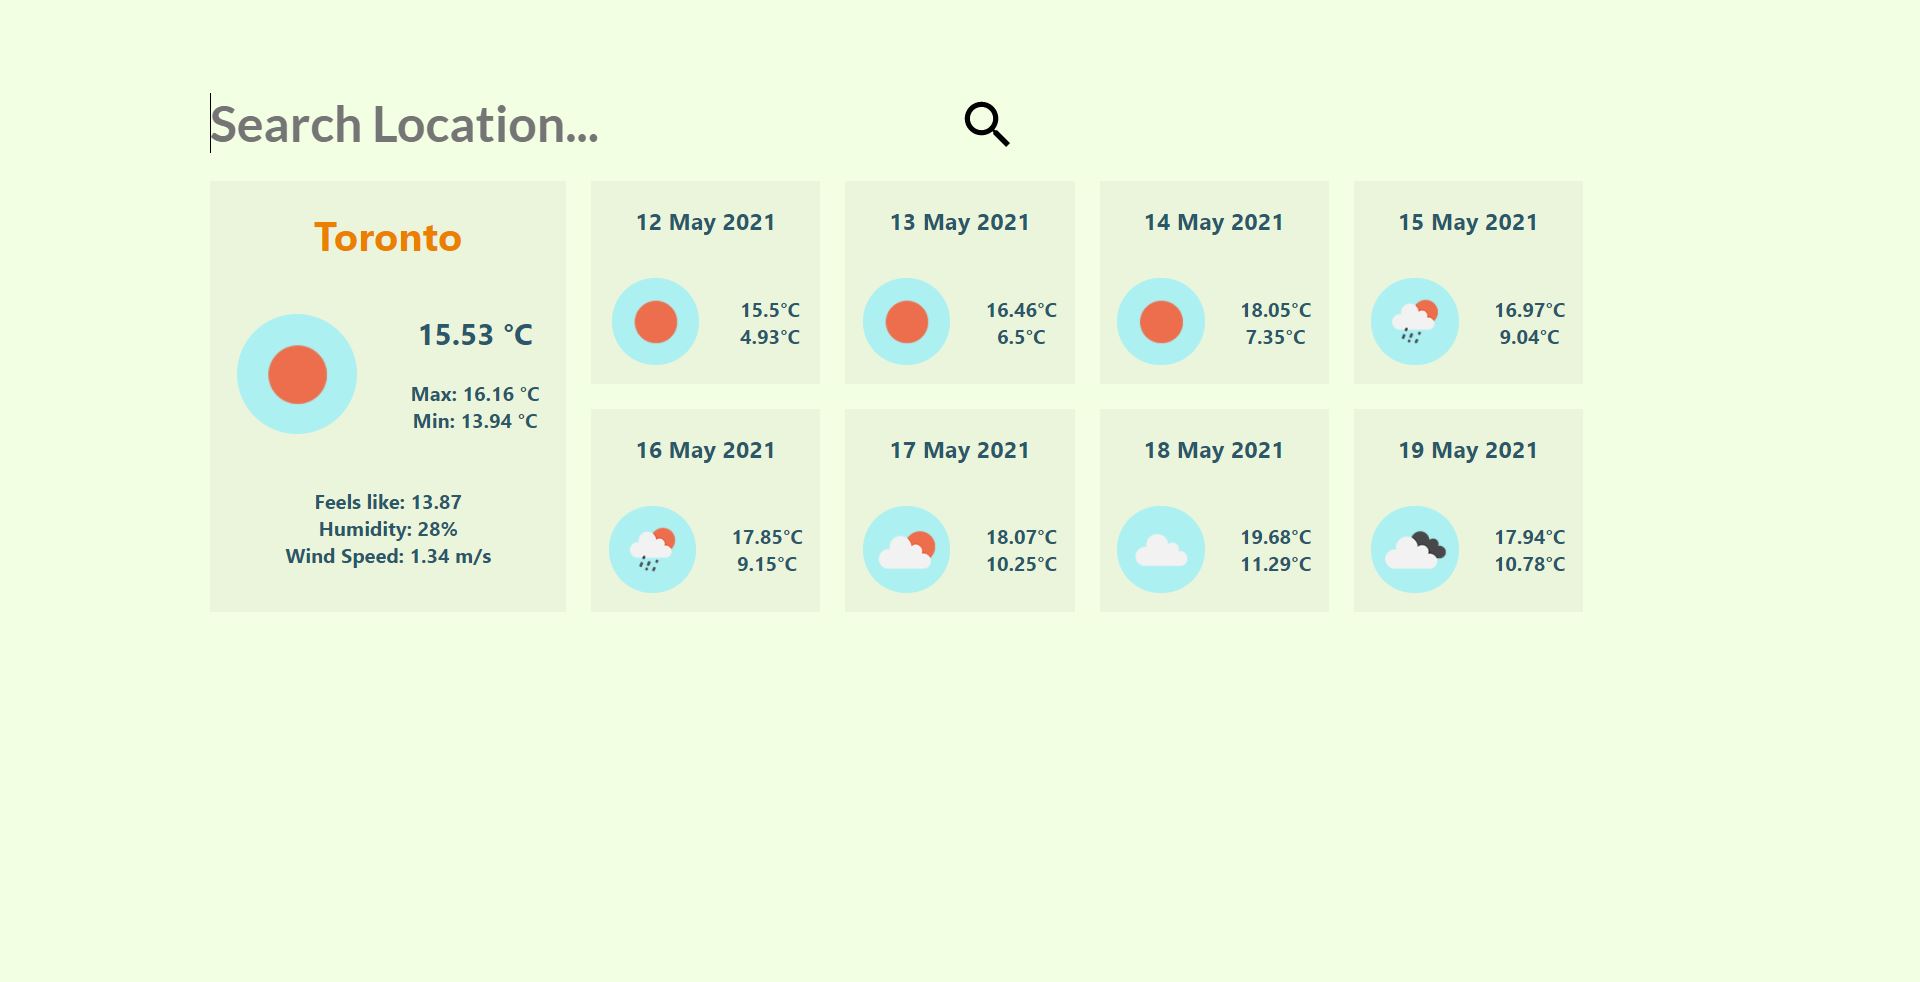 Search Location...
Toronto
15.53 °C
Max: 16.16 °C
Min: 13.94 °C
Feels like: 13.87
Humidity: 28%
Wind Speed: 1.34 m/s
12 May 2021
15.5°C
4.93°C
13 May 2021
16.46°C
6.5°C
14 May 2021
18.05°C
7.35°C
15 May 2021
16.97°C
9.04°C
16 May 2021
17.85°C
9.15°C
17 May 2021
18.07°C
10.25°C
18 May 2021
19.68°C
11.29°C
19 May 2021
17.94°C
10.78°C